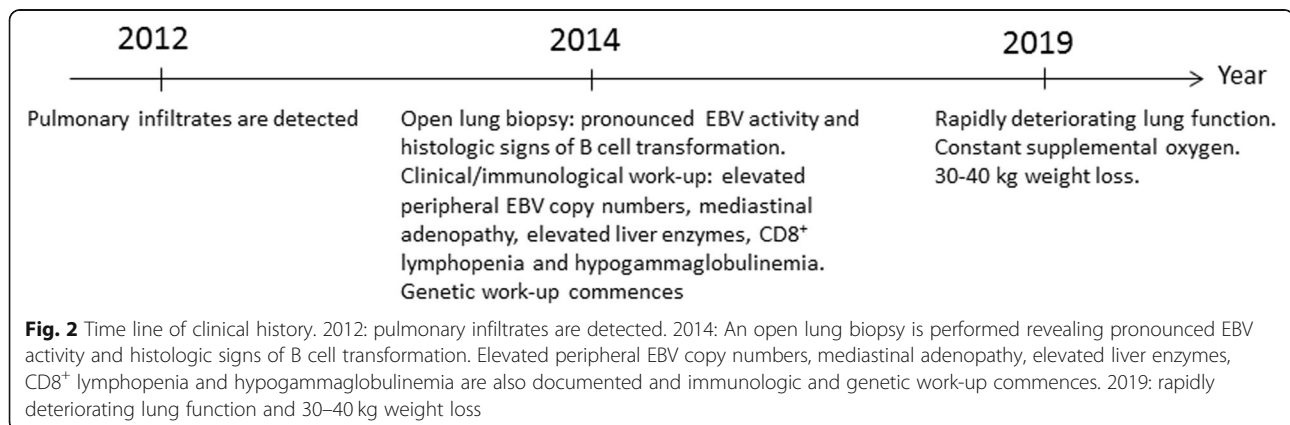 2012 2014 2019
Year
Pulmonary infiltrates are detected
Open lung biopsy: pronounced EBV activity and
histologic signs of B cell transformation.
Clinical/immunological work-up: elevated
peripheral EBV copy numbers, mediastinal
adenopathy, elevated liver enzymes, CD8⁺
lymphopenia and hypogammaglobulinemia.
Genetic work-up commences
Rapidly deteriorating lung function.
Constant supplemental oxygen.
30-40 kg weight loss.
Fig. 2 Time line of clinical history. 2012: pulmonary infiltrates are detected. 2014: An open lung biopsy is performed revealing pronounced EBV
activity and histologic signs of B cell transformation. Elevated peripheral EBV copy numbers, mediastinal adenopathy, elevated liver enzymes,
CD8⁺ lymphopenia and hypogammaglobulinemia are also documented and immunologic and genetic work-up commences. 2019: rapidly
deteriorating lung function and 30–40 kg weight loss